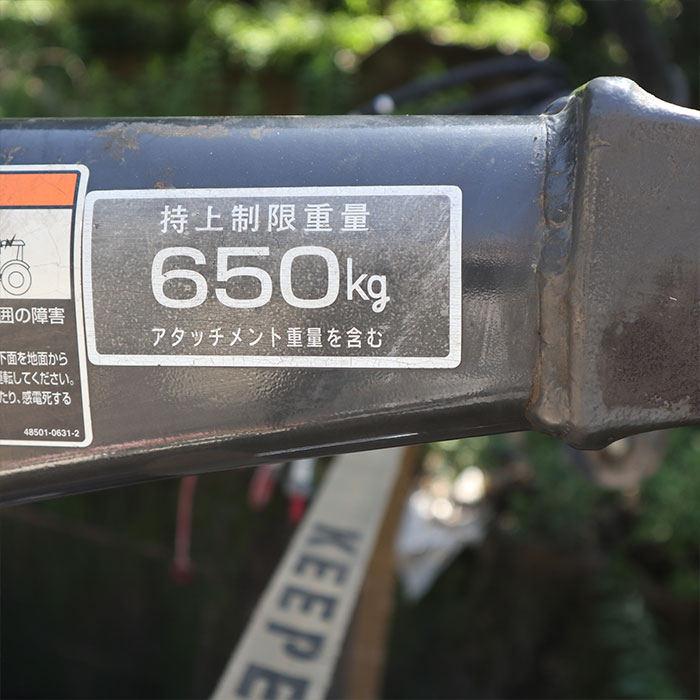 持上制限重量
650kg
アタッチメント重量を含む
囲の障害
下面を地面から
運転してください。
たり、感電死する
48501-0631-2
KEEPE